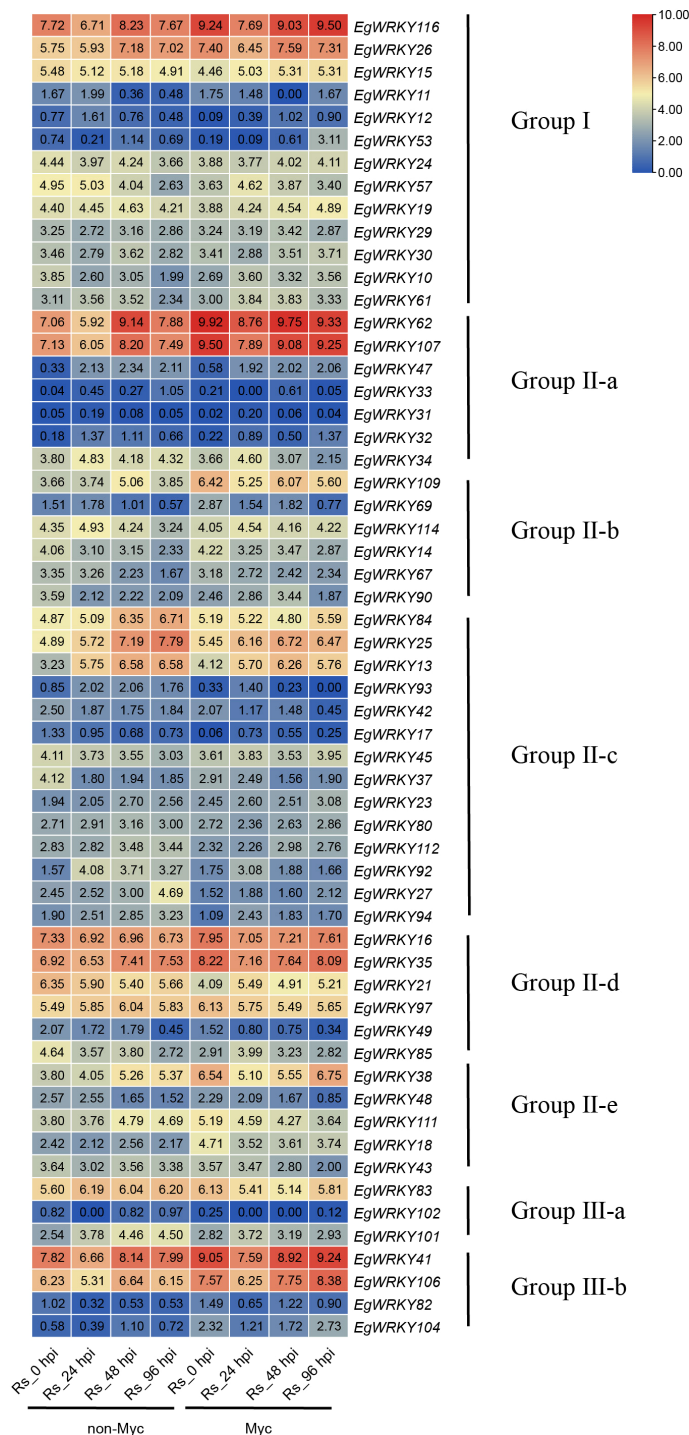 7.72 6.71 8.23 7.67 9.24 7.69 9.03 9.50 EgWRKY116
5.75 5.93 7.18 7.02 7.40 6.45 7.59 7.31 EgWRKY26
5.48 5.12 5.18 4.91 4.46 5.03 5.31 5.31 EgWRKY15
1.67 1.99 0.36 0.48 1.75 1.48 0.00 1.67 EgWRKY11
0.77 1.61 0.76 0.48 0.09 0.39 1.02 0.90 EgWRKY12
0.74 0.21 1.14 0.69 0.19 0.09 0.61 3.11 EgWRKY53
4.44 3.97 4.24 3.66 3.88 3.77 4.02 4.11 EgWRKY24
4.95 5.03 4.04 2.63 3.63 4.62 3.87 3.40 EgWRKY57
4.40 4.45 4.63 4.21 3.88 4.24 4.54 4.89 EgWRKY19
3.25 2.72 3.16 2.86 3.24 3.19 3.42 2.87 EgWRKY29
3.46 2.79 3.62 2.82 3.41 2.88 3.51 3.71 EgWRKY30
3.85 2.60 3.05 1.99 2.69 3.60 3.32 3.56 EgWRKY10
3.11 3.56 3.52 2.34 3.00 3.84 3.83 3.33 EgWRKY61
Group I
7.06 5.92 9.14 7.88 9.92 8.76 9.75 9.33 EgWRKY62
7.13 6.05 8.20 7.49 9.50 7.89 9.08 9.25 EgWRKY107
0.33 2.13 2.34 2.11 0.58 1.92 2.02 2.06 EgWRKY47
0.04 0.45 0.27 1.05 0.21 0.00 0.61 0.05 EgWRKY33
0.05 0.19 0.08 0.05 0.02 0.20 0.06 0.04 EgWRKY31
0.18 1.37 1.11 0.66 0.22 0.89 0.50 1.37 EgWRKY32
3.80 4.83 4.18 4.32 3.66 4.60 3.07 2.15 EgWRKY34
Group II-a
3.66 3.74 5.06 3.85 6.42 5.25 6.07 5.60 EgWRKY109
1.51 1.78 1.01 0.57 2.87 1.54 1.82 0.77 EgWRKY69
4.35 4.93 4.24 3.24 4.05 4.54 4.16 4.22 EgWRKY114
4.06 3.10 3.15 2.33 4.22 3.25 3.47 2.87 EgWRKY14
3.35 3.26 2.23 1.67 3.18 2.72 2.42 2.34 EgWRKY67
3.59 2.12 2.22 2.09 2.46 2.86 3.44 1.87 EgWRKY90
Group II-b
4.87 5.09 6.35 6.71 5.19 5.22 4.80 5.59 EgWRKY84
4.89 5.72 7.19 7.79 5.45 6.16 6.72 6.47 EgWRKY25
3.23 5.75 6.58 6.58 4.12 5.70 6.26 5.76 EgWRKY13
0.85 2.02 2.06 1.76 0.33 1.40 0.23 0.00 EgWRKY93
2.50 1.87 1.75 1.84 2.07 1.17 1.48 0.45 EgWRKY42
1.33 0.95 0.68 0.73 0.06 0.73 0.55 0.25 EgWRKY17
4.11 3.73 3.55 3.03 3.61 3.83 3.53 3.95 EgWRKY45
4.12 1.80 1.94 1.85 2.91 2.49 1.56 1.90 EgWRKY37
1.94 2.05 2.70 2.56 2.45 2.60 2.51 3.08 EgWRKY23
2.71 2.91 3.16 3.00 2.72 2.36 2.63 2.86 EgWRKY80
2.83 2.82 3.48 3.44 2.32 2.26 2.98 2.76 EgWRKY112
1.57 4.08 3.71 3.27 1.75 3.08 1.88 1.66 EgWRKY92
2.45 2.52 3.00 4.69 1.52 1.88 1.60 2.12 EgWRKY27
1.90 2.51 2.85 3.23 1.09 2.43 1.83 1.70 EgWRKY94
Group II-c
7.33 6.92 6.96 6.73 7.95 7.05 7.21 7.61 EgWRKY16
6.92 6.53 7.41 7.53 8.22 7.16 7.64 8.09 EgWRKY35
6.35 5.90 5.40 5.66 4.09 5.49 4.91 5.21 EgWRKY21
5.49 5.85 6.04 5.83 6.13 5.75 5.49 5.65 EgWRKY97
2.07 1.72 1.79 0.45 1.52 0.80 0.75 0.34 EgWRKY49
4.64 3.57 3.80 2.72 2.91 3.99 3.23 2.82 EgWRKY85
Group II-d
3.80 4.05 5.26 5.37 6.54 5.10 5.55 6.75 EgWRKY38
2.57 2.55 1.65 1.52 2.29 2.09 1.67 0.85 EgWRKY48
3.80 3.76 4.79 4.69 5.19 4.59 4.27 3.64 EgWRKY111
2.42 2.12 2.56 2.17 4.71 3.52 3.61 3.74 EgWRKY18
3.64 3.02 3.56 3.38 3.57 3.47 2.80 2.00 EgWRKY43
Group II-e
5.60 6.19 6.04 6.20 6.13 5.41 5.14 5.81 EgWRKY83
0.82 0.00 0.82 0.97 0.25 0.00 0.00 0.12 EgWRKY102
2.54 3.78 4.46 4.50 2.82 3.72 3.19 2.93 EgWRKY101
Group III-a
7.82 6.66 8.14 7.99 9.05 7.59 8.92 9.24 EgWRKY41
6.23 5.31 6.64 6.15 7.57 6.25 7.75 8.38 EgWRKY106
1.02 0.32 0.53 0.53 1.49 0.65 1.22 0.90 EgWRKY82
0.58 0.39 1.10 0.72 2.32 1.21 1.72 2.73 EgWRKY104
Group III-b
Rs_0 hpi Rs_24 hpi Rs_48 hpi Rs_96 hpi Rs_0 hpi Rs_24 hpi Rs_48 hpi Rs_96 hpi
non-Myc Myc
10.00
8.00
6.00
4.00
2.00
0.00